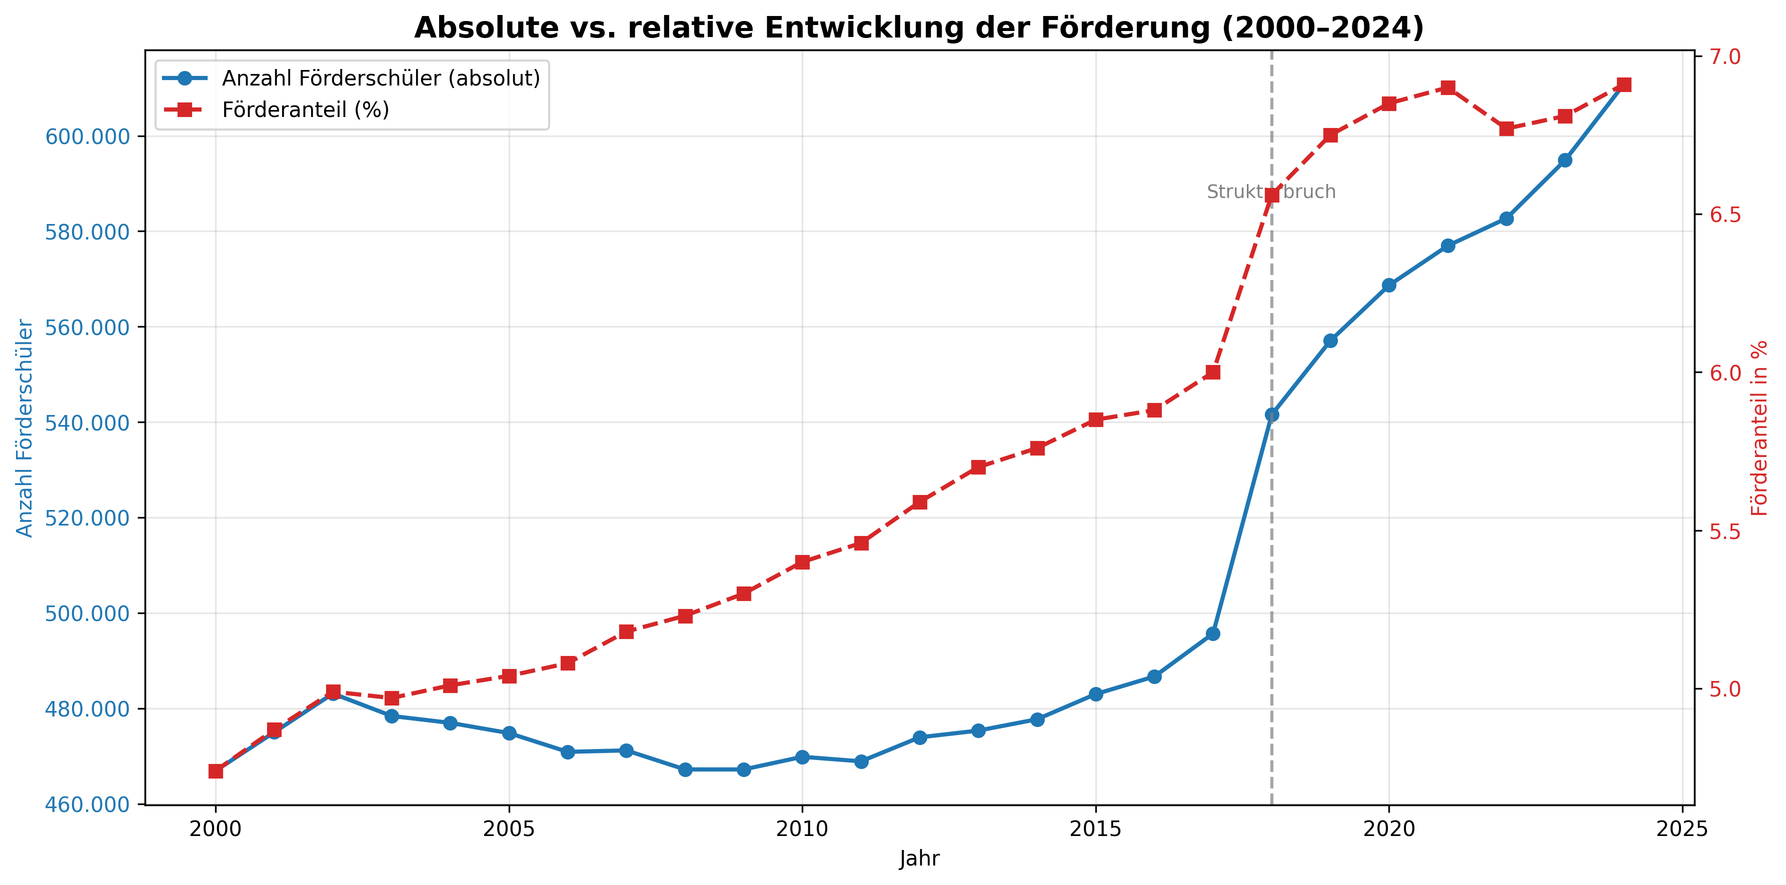 Absolute vs. relative Entwicklung der Förderung (2000–2024)
Anzahl Förderschüler (absolut)
Förderanteil (%)
Strukturbruch
600.000
580.000
560.000
540.000
520.000
500.000
480.000
460.000
Anzahl Förderschüler
7.0
6.5
6.0
5.5
5.0
Förderanteil in %
2000
2005
2010
2015
2020
2025
Jahr